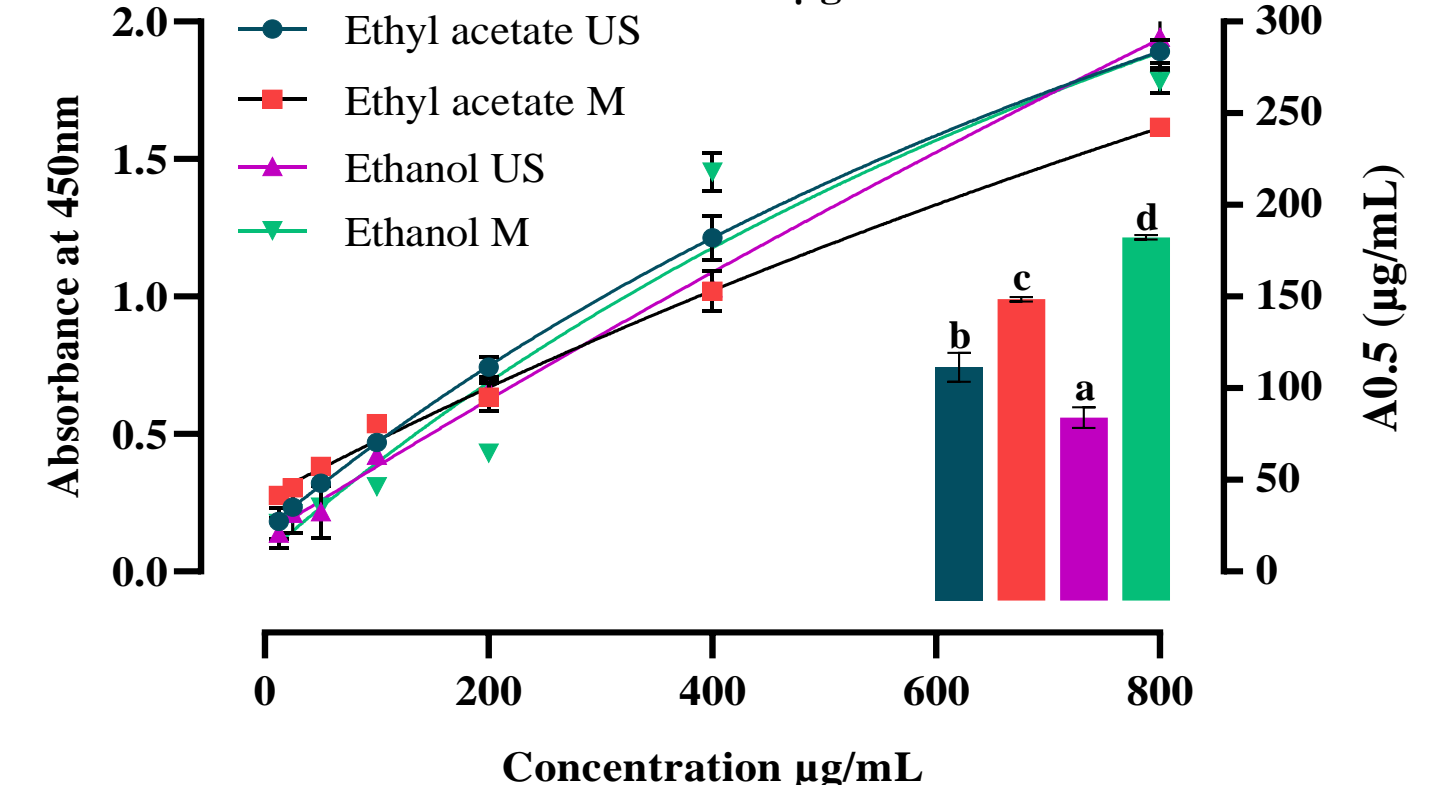 2.0
1.5
1.0
0.5
0.0
Absorbance at 450nm
Ethyl acetate US
Ethyl acetate M
Ethanol US
Ethanol M
b
c
a
d
300
250
200
150
100
50
0
A0.5 (µg/mL)
0 200 400 600 800
Concentration µg/mL